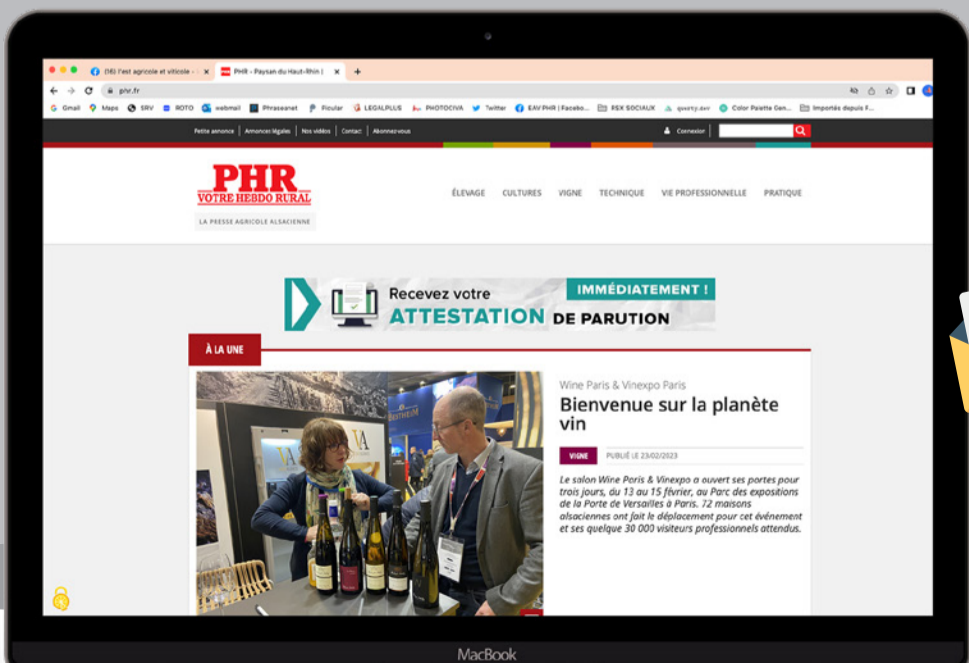 (16) l'est agricole et viticole -
PHR - Paysan du Haut-Rhin |
phr.fr
Gmail Maps SRV ROTO webmail Phraseanet Picular LEGALPLUS PHOTOCIVA Twitter EAV PHR | Facebo... RSX SOCIAUX qwerty.dev Color Palette Gen... Importés depuis F...
Petite annonce | Annonces légales | Nos vidéos | Contact | Abonnez-vous
Connexion
PHR
VOTRE HEBDO RURAL
LA PRESSE AGRICOLE ALSACIENNE
ÉLEVAGE CULTURES VIGNE TECHNIQUE VIE PROFESSIONNELLE PRATIQUE
Recevez votre IMMÉDIATEMENT !
ATTESTATION DE PARUTION
À LA UNE
VA
VA
BESTHEIM
Wine Paris & Vinexpo Paris
Bienvenue sur la planète
vin
VIGNE PUBLIÉ LE 23/02/2023
Le salon Wine Paris & Vinexpo a ouvert ses portes pour
trois jours, du 13 au 15 février, au Parc des expositions
de la Porte de Versailles à Paris. 72 maisons
alsaciennes ont fait le déplacement pour cet événement
et ses quelque 30 000 visiteurs professionnels attendus.
MacBook